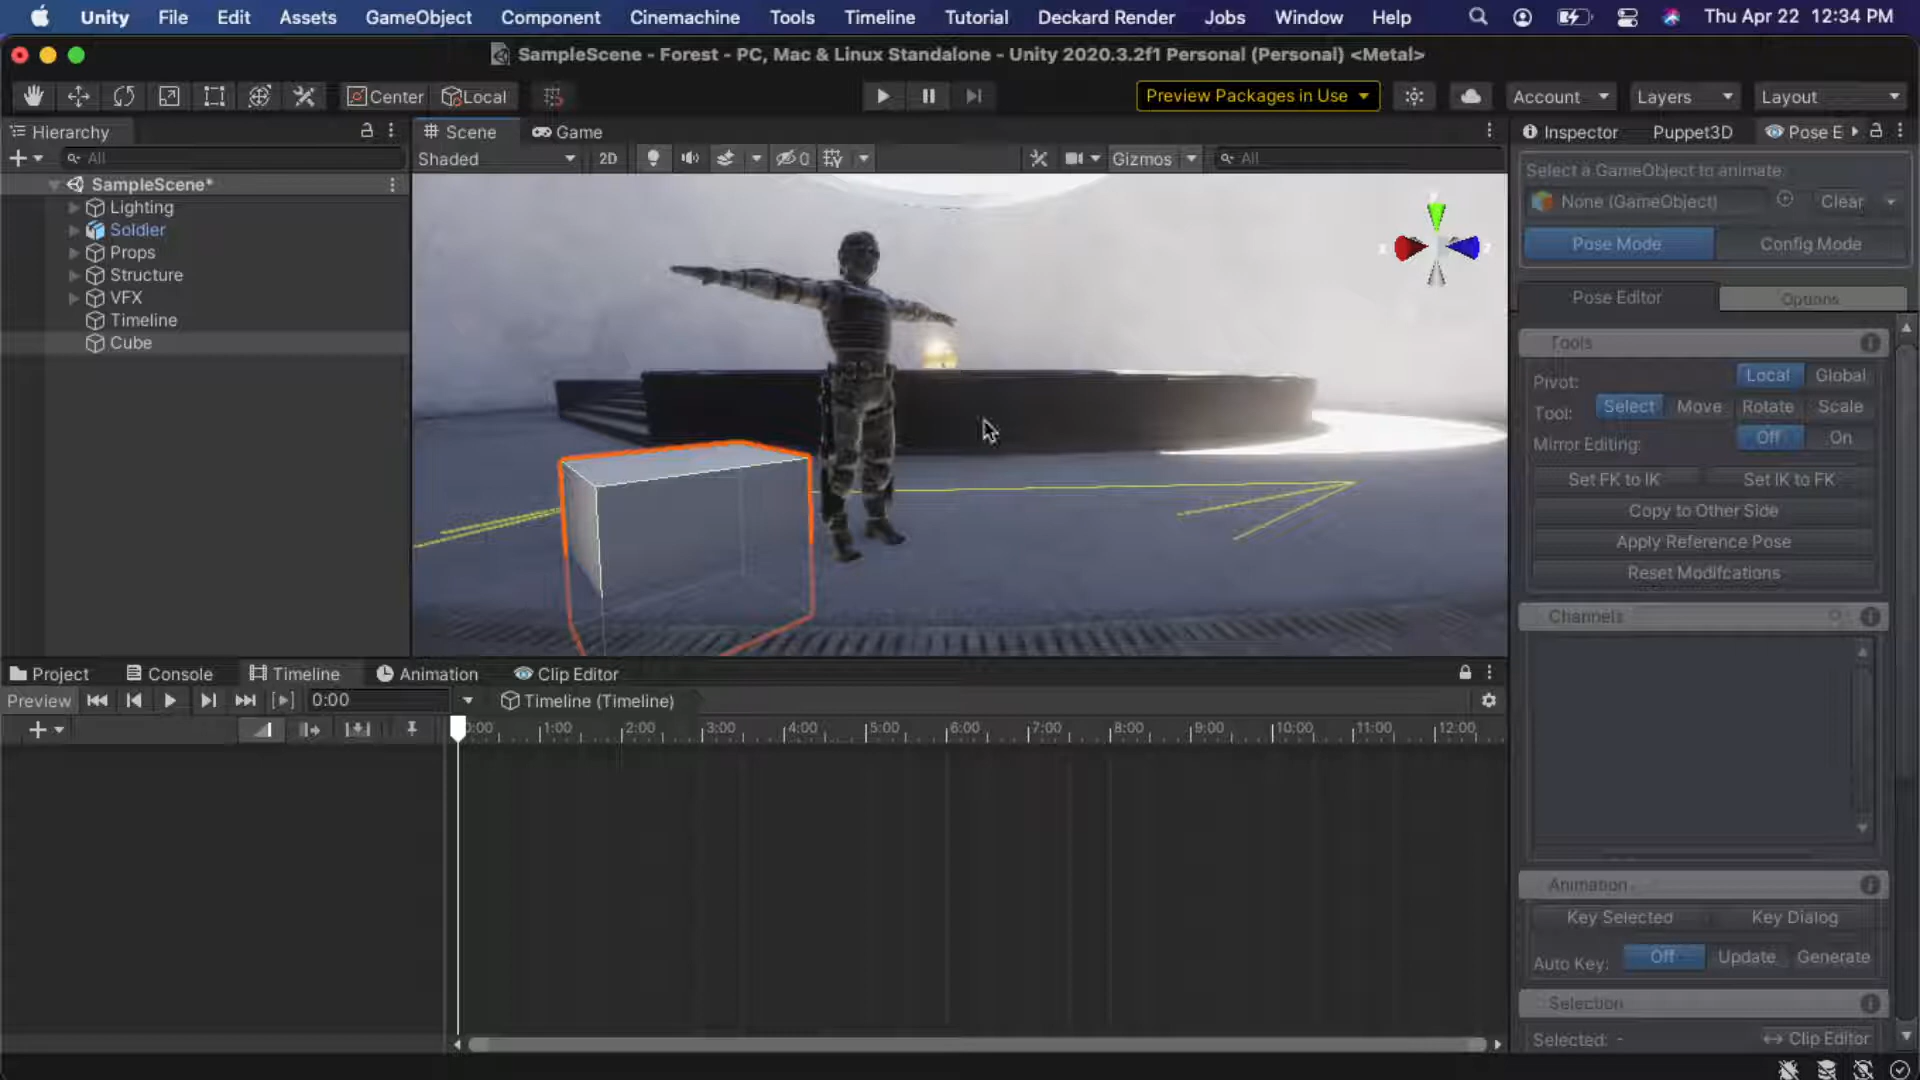 Unity File Edit Assets GameObject Component Cinemachine Tools Timeline Tutorial Deckard Render Jobs Window Help Thu Apr 22 12:34 PM
SampleScene - Forest - PC, Mac & Linux Standalone - Unity 2020.3.2f1 Personal (Personal) <Metal>
Center Local Preview Packages in Use Account Layers Layout
Hierarchy Scene Game Inspector Puppet3D Pose E
All Shaded 2D 0 Gizmos All
Select a GameObject to animate
SampleScene*
None (GameObject) Clear
Lighting
Soldier
Pose Mode Config Mode
Props
Structure
VFX
Pose Editor Options
Timeline
Cube
Tools
Pivot: Local Global
Tool: Select Move Rotate Scale
Mirror Editing: Off On
Set FK to IK Set IK to FK
Copy to Other Side
Apply Reference Pose
Reset Modifcations
Channels
Project Console Timeline Animation Clip Editor
Preview 0:00 Timeline (Timeline)
0:00 1:00 2:00 3:00 4:00 5:00 6:00 7:00 8:00 9:00 10:00 11:00 12:00
Animation
Key Selected Key Dialog
Auto Key: Off Update Generate
Selection
Selected: - Clip Editor